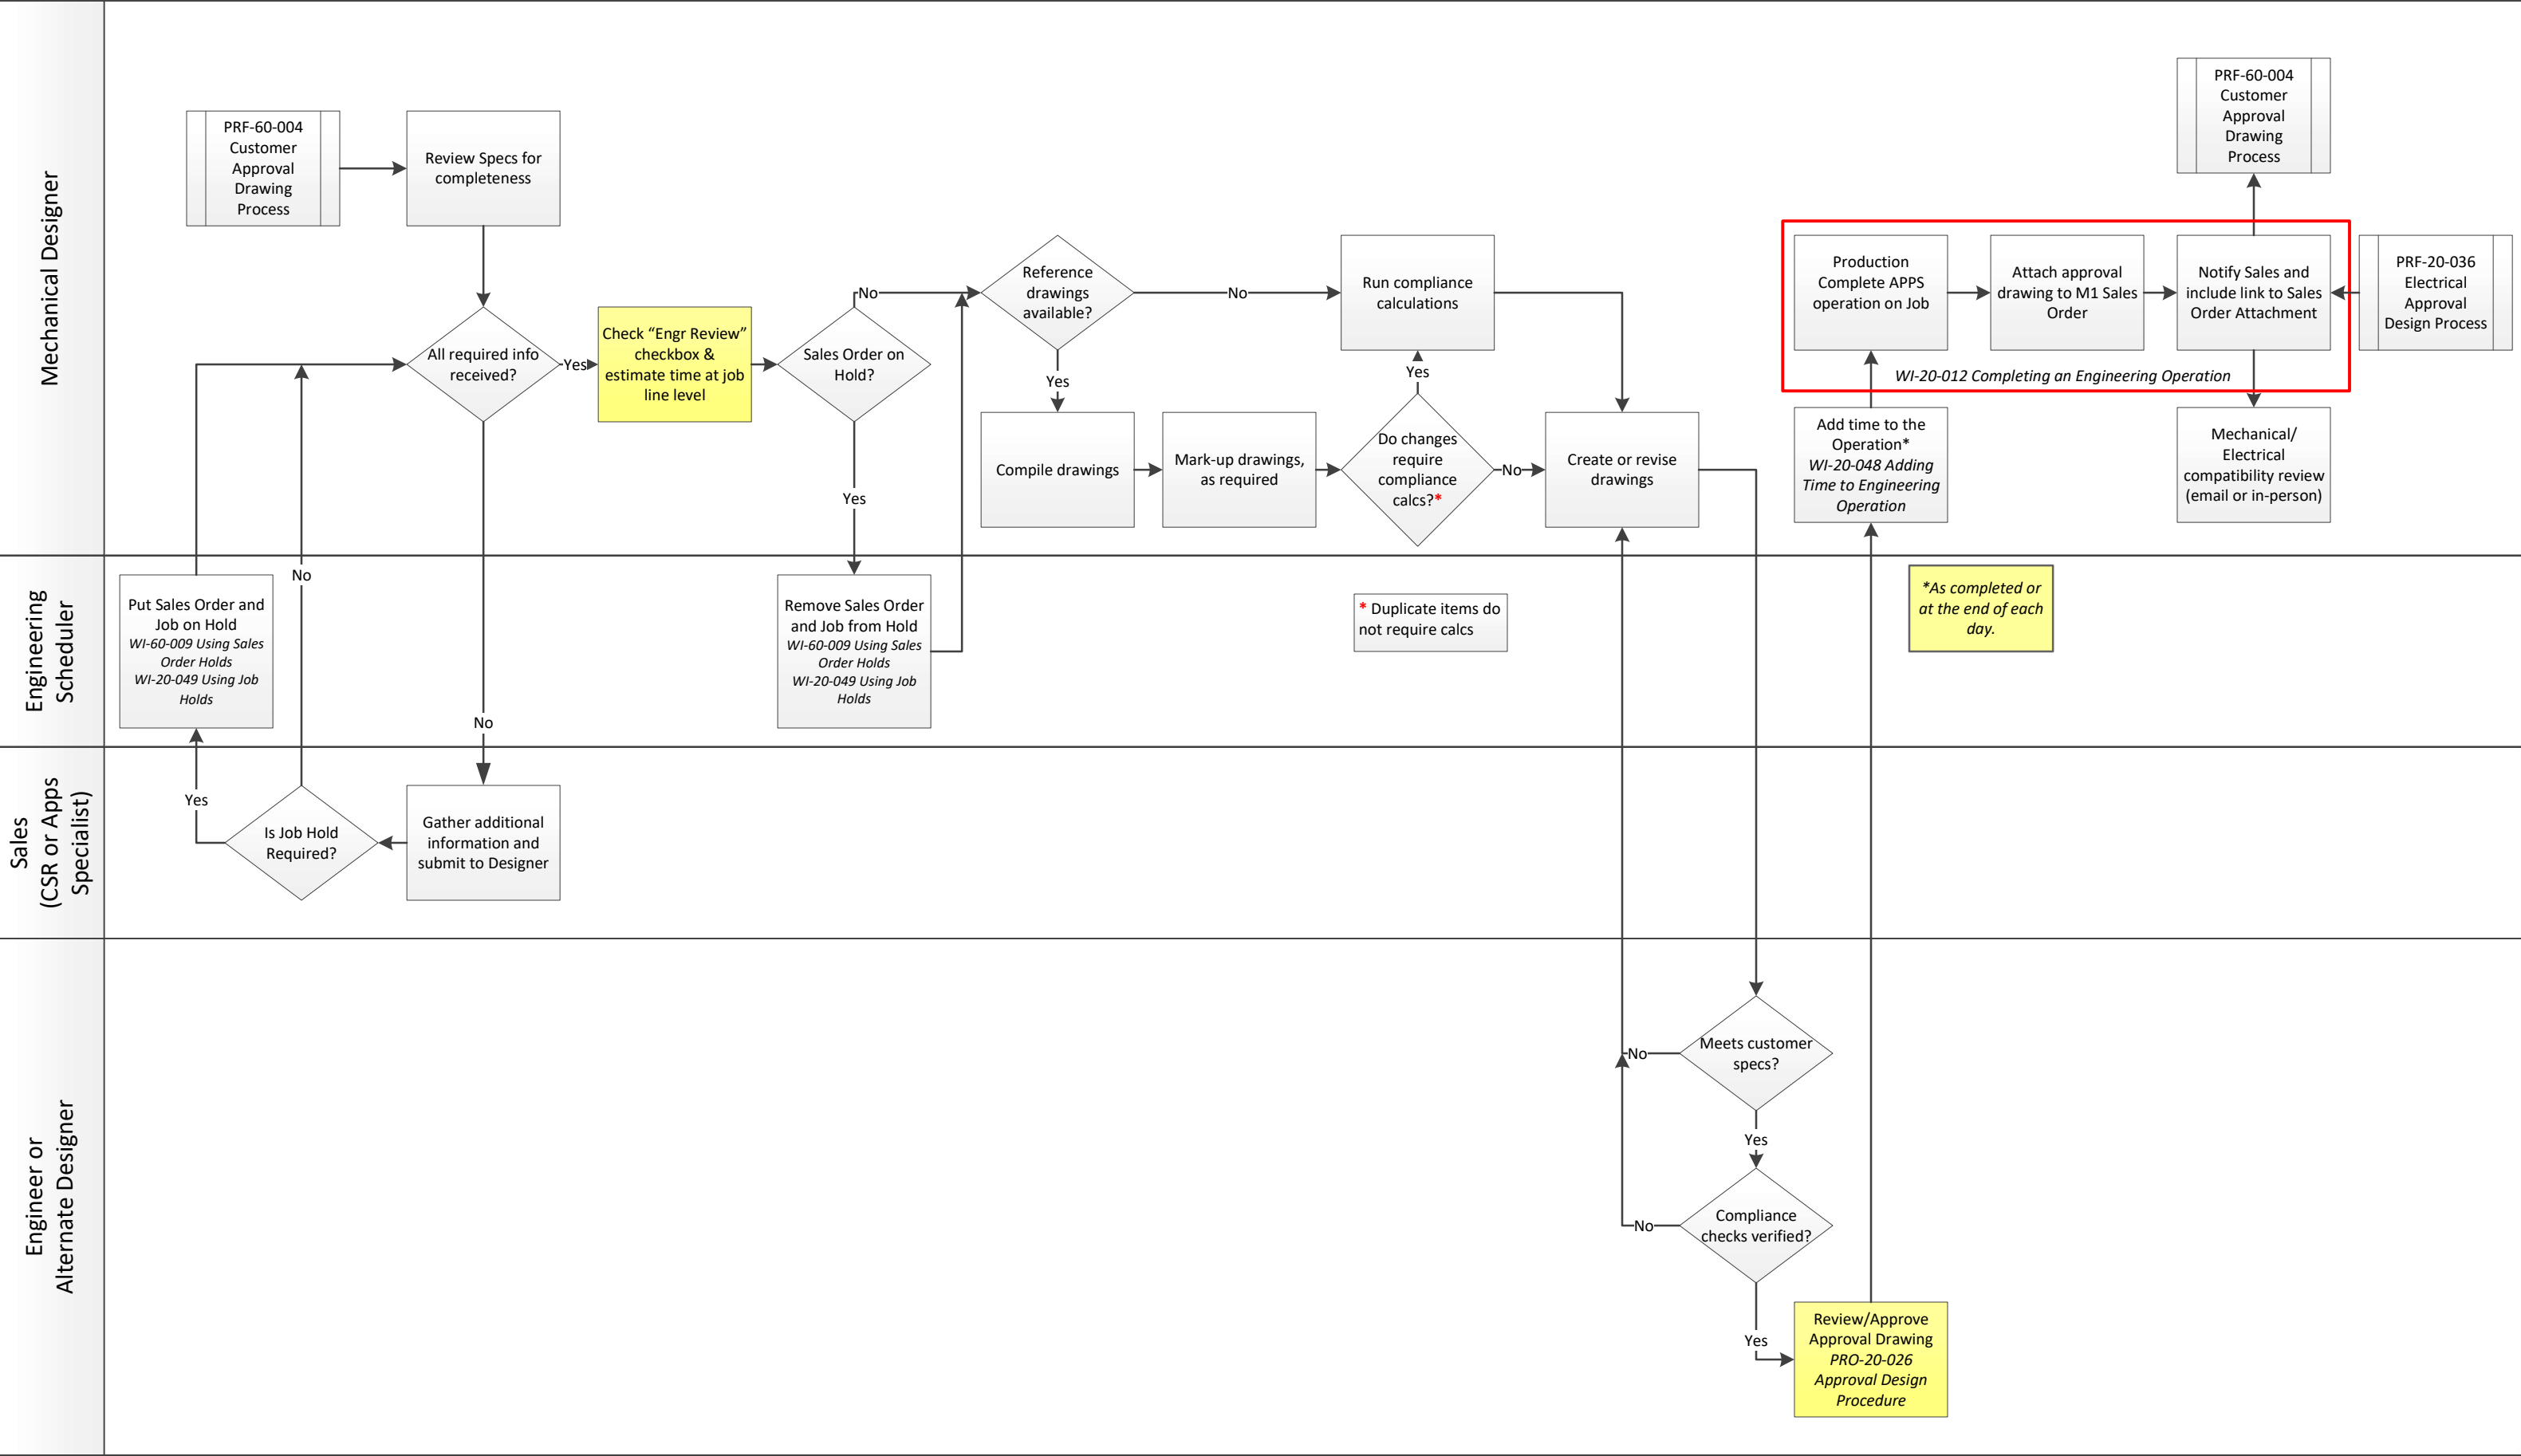 Mechanical Designer
PRF-60-004
Customer
Approval
Drawing
Process
Review Specs for
completeness
All required info
received?
Yes
No
Check “Engr Review”
checkbox &
estimate time at job
line level
Sales Order on
Hold?
No
Yes
Reference
drawings
available?
No
Yes
Compile drawings
Mark-up drawings,
as required
Do changes
require
compliance
calcs?*
Yes
No
Run compliance
calculations
Create or revise
drawings
Production
Complete APPS
operation on Job
Attach approval
drawing to M1 Sales
Order
Notify Sales and
include link to Sales
Order Attachment
WI-20-012 Completing an Engineering Operation
PRF-60-004
Customer
Approval
Drawing
Process
PRF-20-036
Electrical
Approval
Design Process
Add time to the
Operation*
WI-20-048 Adding
Time to Engineering
Operation
Mechanical/
Electrical
compatibility review
(email or in-person)
Engineering
Scheduler
Put Sales Order and
Job on Hold
WI-60-009 Using Sales
Order Holds
WI-20-049 Using Job
Holds
No
Remove Sales Order
and Job from Hold
WI-60-009 Using Sales
Order Holds
WI-20-049 Using Job
Holds
* Duplicate items do
not require calcs
*As completed or
at the end of each
day.
Sales
(CSR or Apps
Specialist)
Yes
Is Job Hold
Required?
Gather additional
information and
submit to Designer
Engineer or
Alternate Designer
Meets customer
specs?
No
Yes
Compliance
checks verified?
No
Yes
Review/Approve
Approval Drawing
PRO-20-026
Approval Design
Procedure